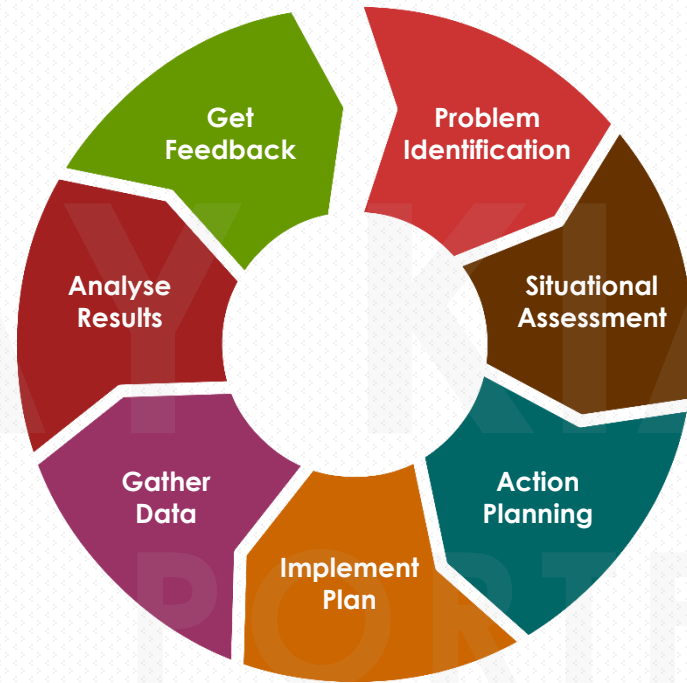 Get
Feedback
Problem
Identification
Situational
Assessment
Action
Planning
Implement
Plan
Gather
Data
Analyse
Results